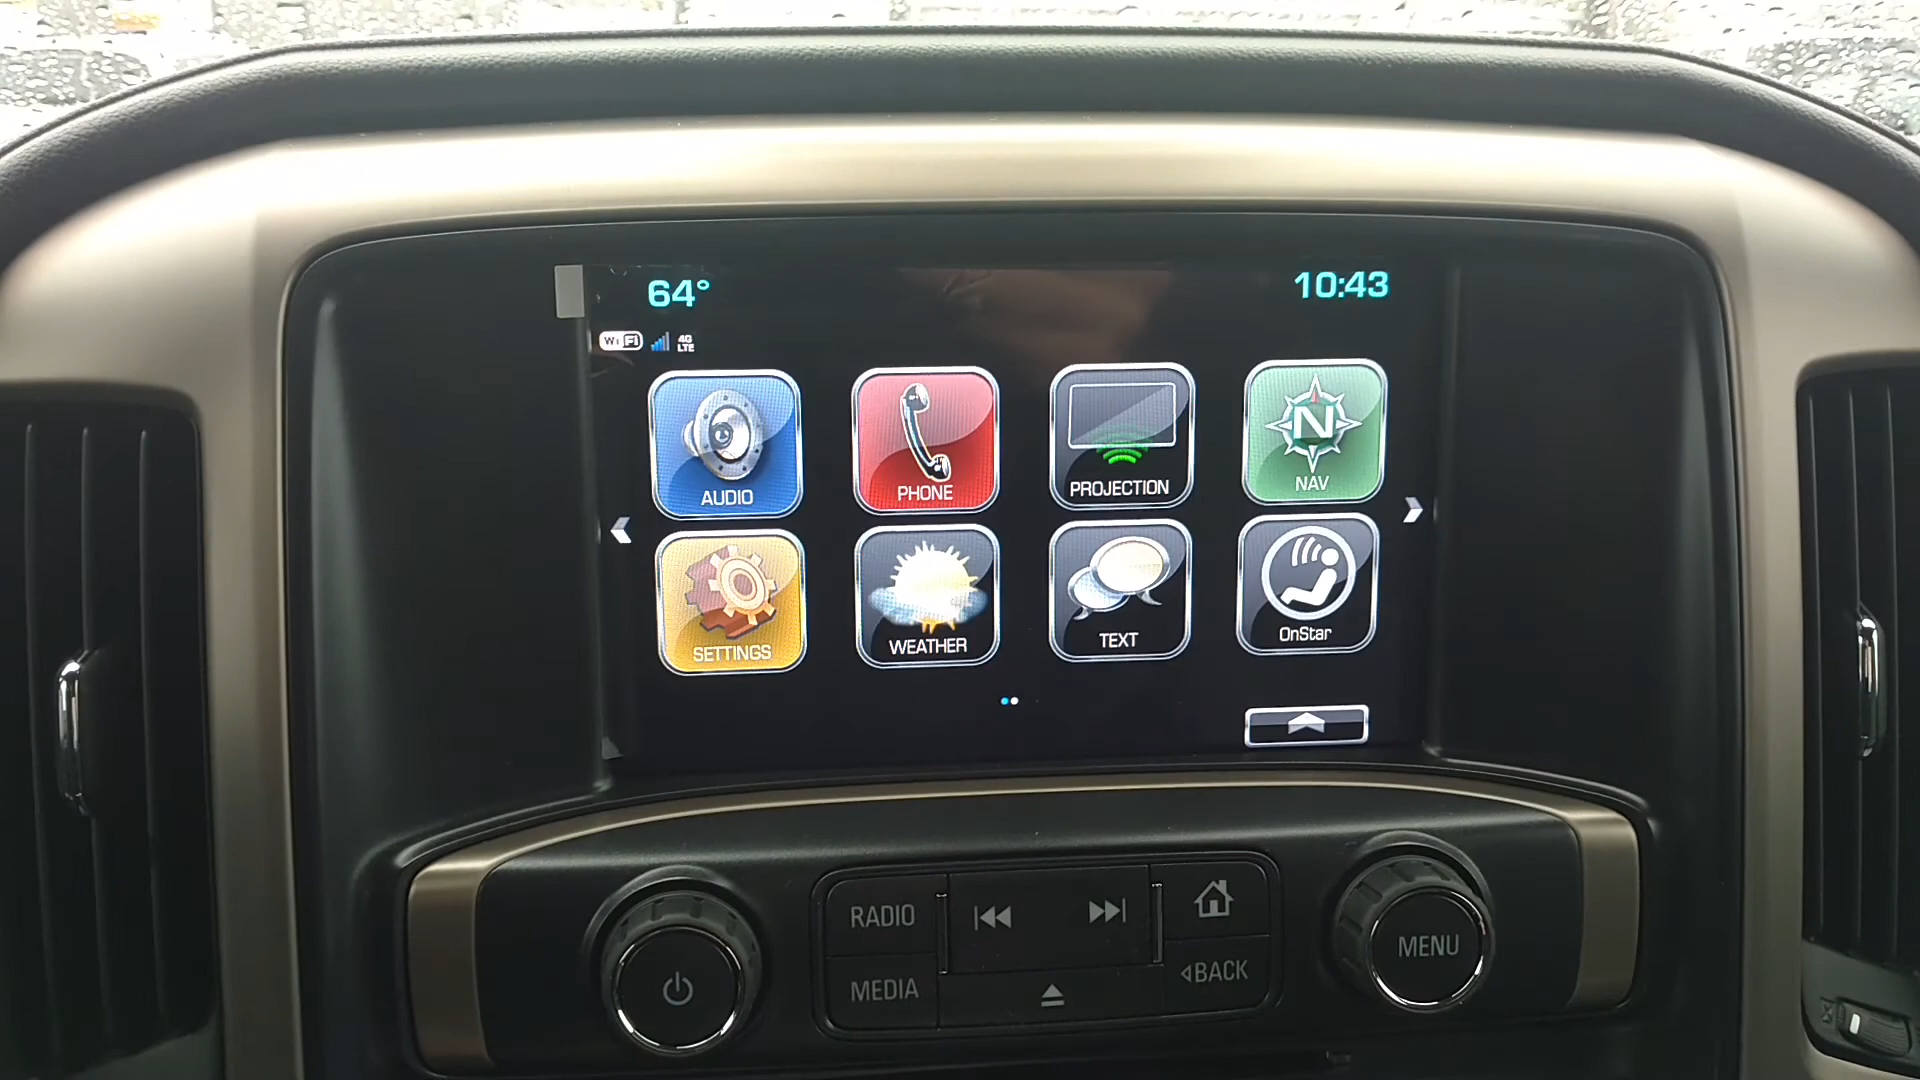 64° 10:43
WiFi 4G LTE
AUDIO PHONE PROJECTION N NAV
SETTINGS WEATHER TEXT OnStar
RADIO
MEDIA
BACK
MENU